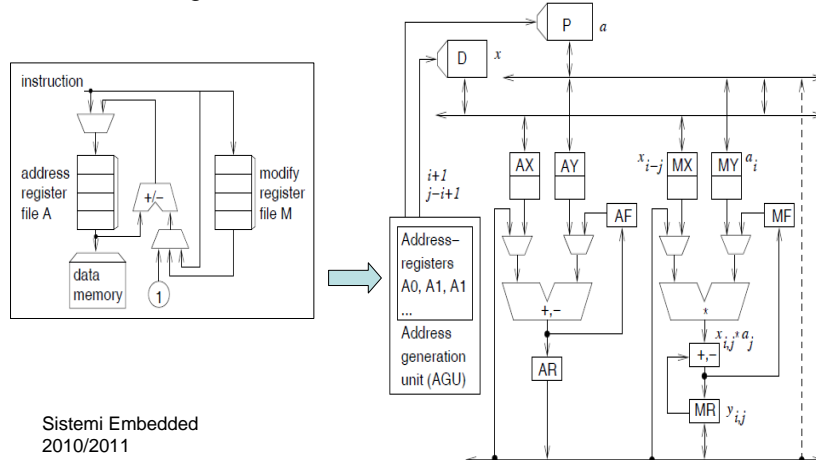 P
a
D
x
instruction
address
register
file A
+/-
modify
register
file M
data
memory
1
i+1
j-i+1
Address-
registers
A0, A1, A1
...
Address
generation
unit (AGU)
AX
AY
AF
+,-
AR
x i-j
MX
MY
a i
MF
*
x i,j * a j
+,-
MR
y i,j
Sistemi Embedded
2010/2011